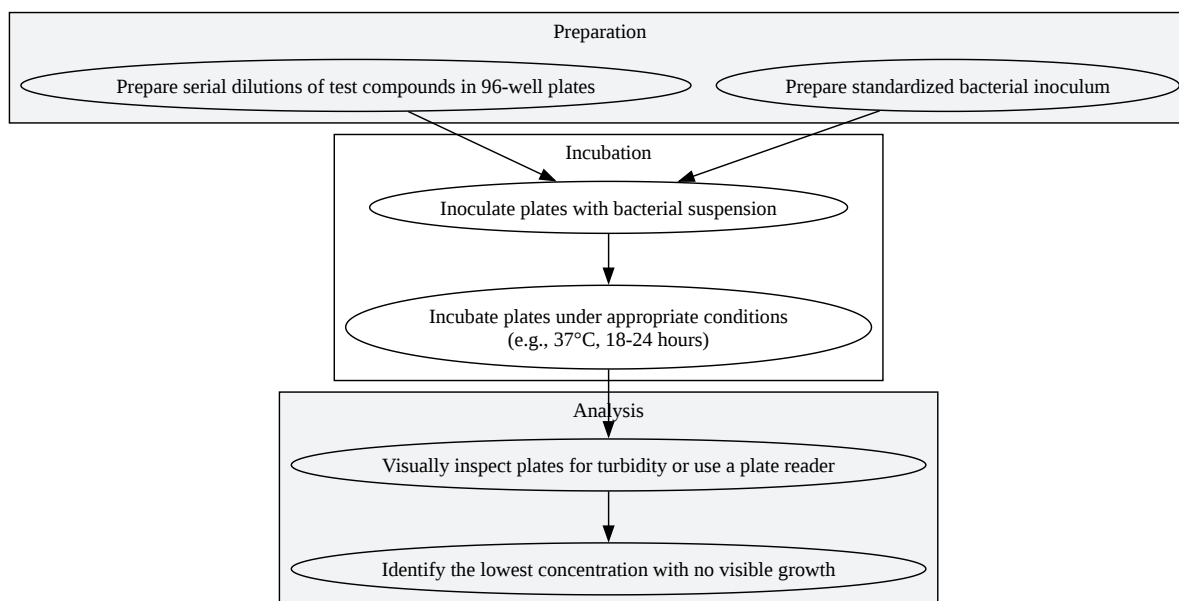 Preparation
Prepare serial dilutions of test compounds in 96-well plates
Prepare standardized bacterial inoculum
Incubation
Inoculate plates with bacterial suspension
Incubate plates under appropriate conditions
(e.g., 37°C, 18-24 hours)
Analysis
Visually inspect plates for turbidity or use a plate reader
Identify the lowest concentration with no visible growth